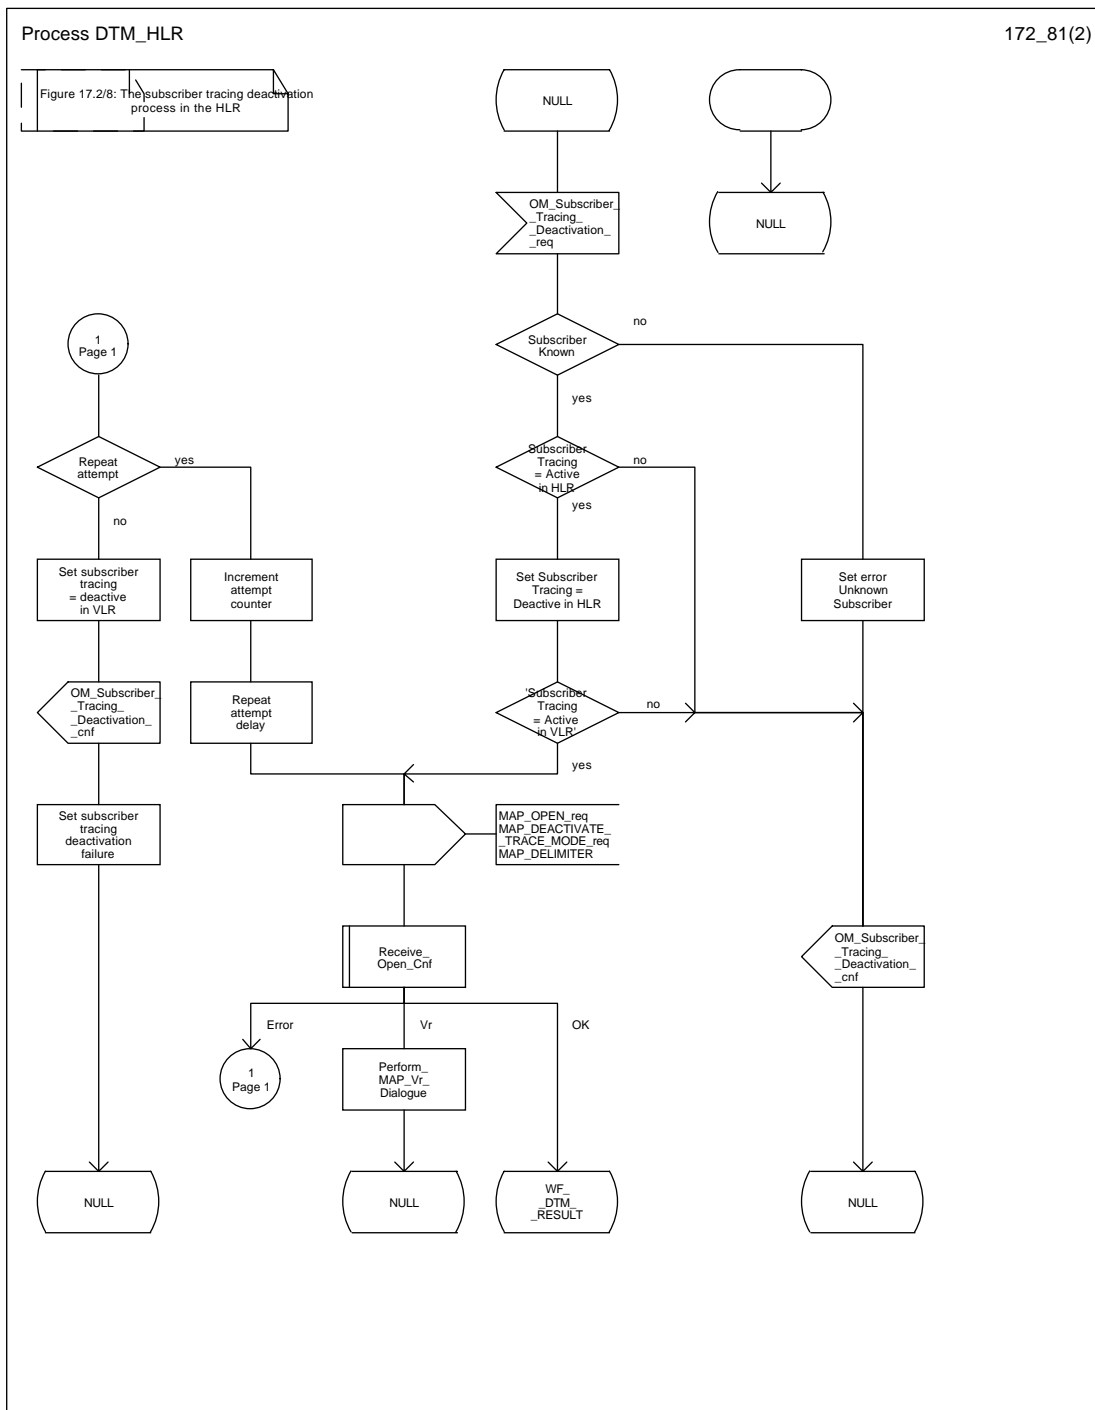 Process DTM_HLR
172_81(2)
Figure 17.2/8: The subscriber tracing deactivation
process in the HLR
NULL
OM_Subscriber_
_Tracing_
_Deactivation_
_req
NULL
1
Page 1
Subscriber
Known
no
yes
Repeat
attempt
yes
no
Subscriber
Tracing
= Active
in HLR
no
yes
Set subscriber
tracing
= deactive
in VLR
Increment
attempt
counter
Set Subscriber
Tracing =
Deactive in HLR
Set error
Unknown
Subscriber
OM_Subscriber_
_Tracing_
_Deactivation_
_cnf
Repeat
attempt
delay
'Subscriber
Tracing
= Active
in VLR'
no
yes
Set subscriber
tracing
deactivation
failure
MAP_OPEN_req
MAP_DEACTIVATE_
_TRACE_MODE_req
MAP_DELIMITER
Receive_
Open_Cnf
OM_Subscriber_
_Tracing_
_Deactivation_
_cnf
Error
Vr
OK
1
Page 1
Perform_
MAP_Vr_
Dialogue
NULL
NULL
WF_
_DTM_
_RESULT
NULL